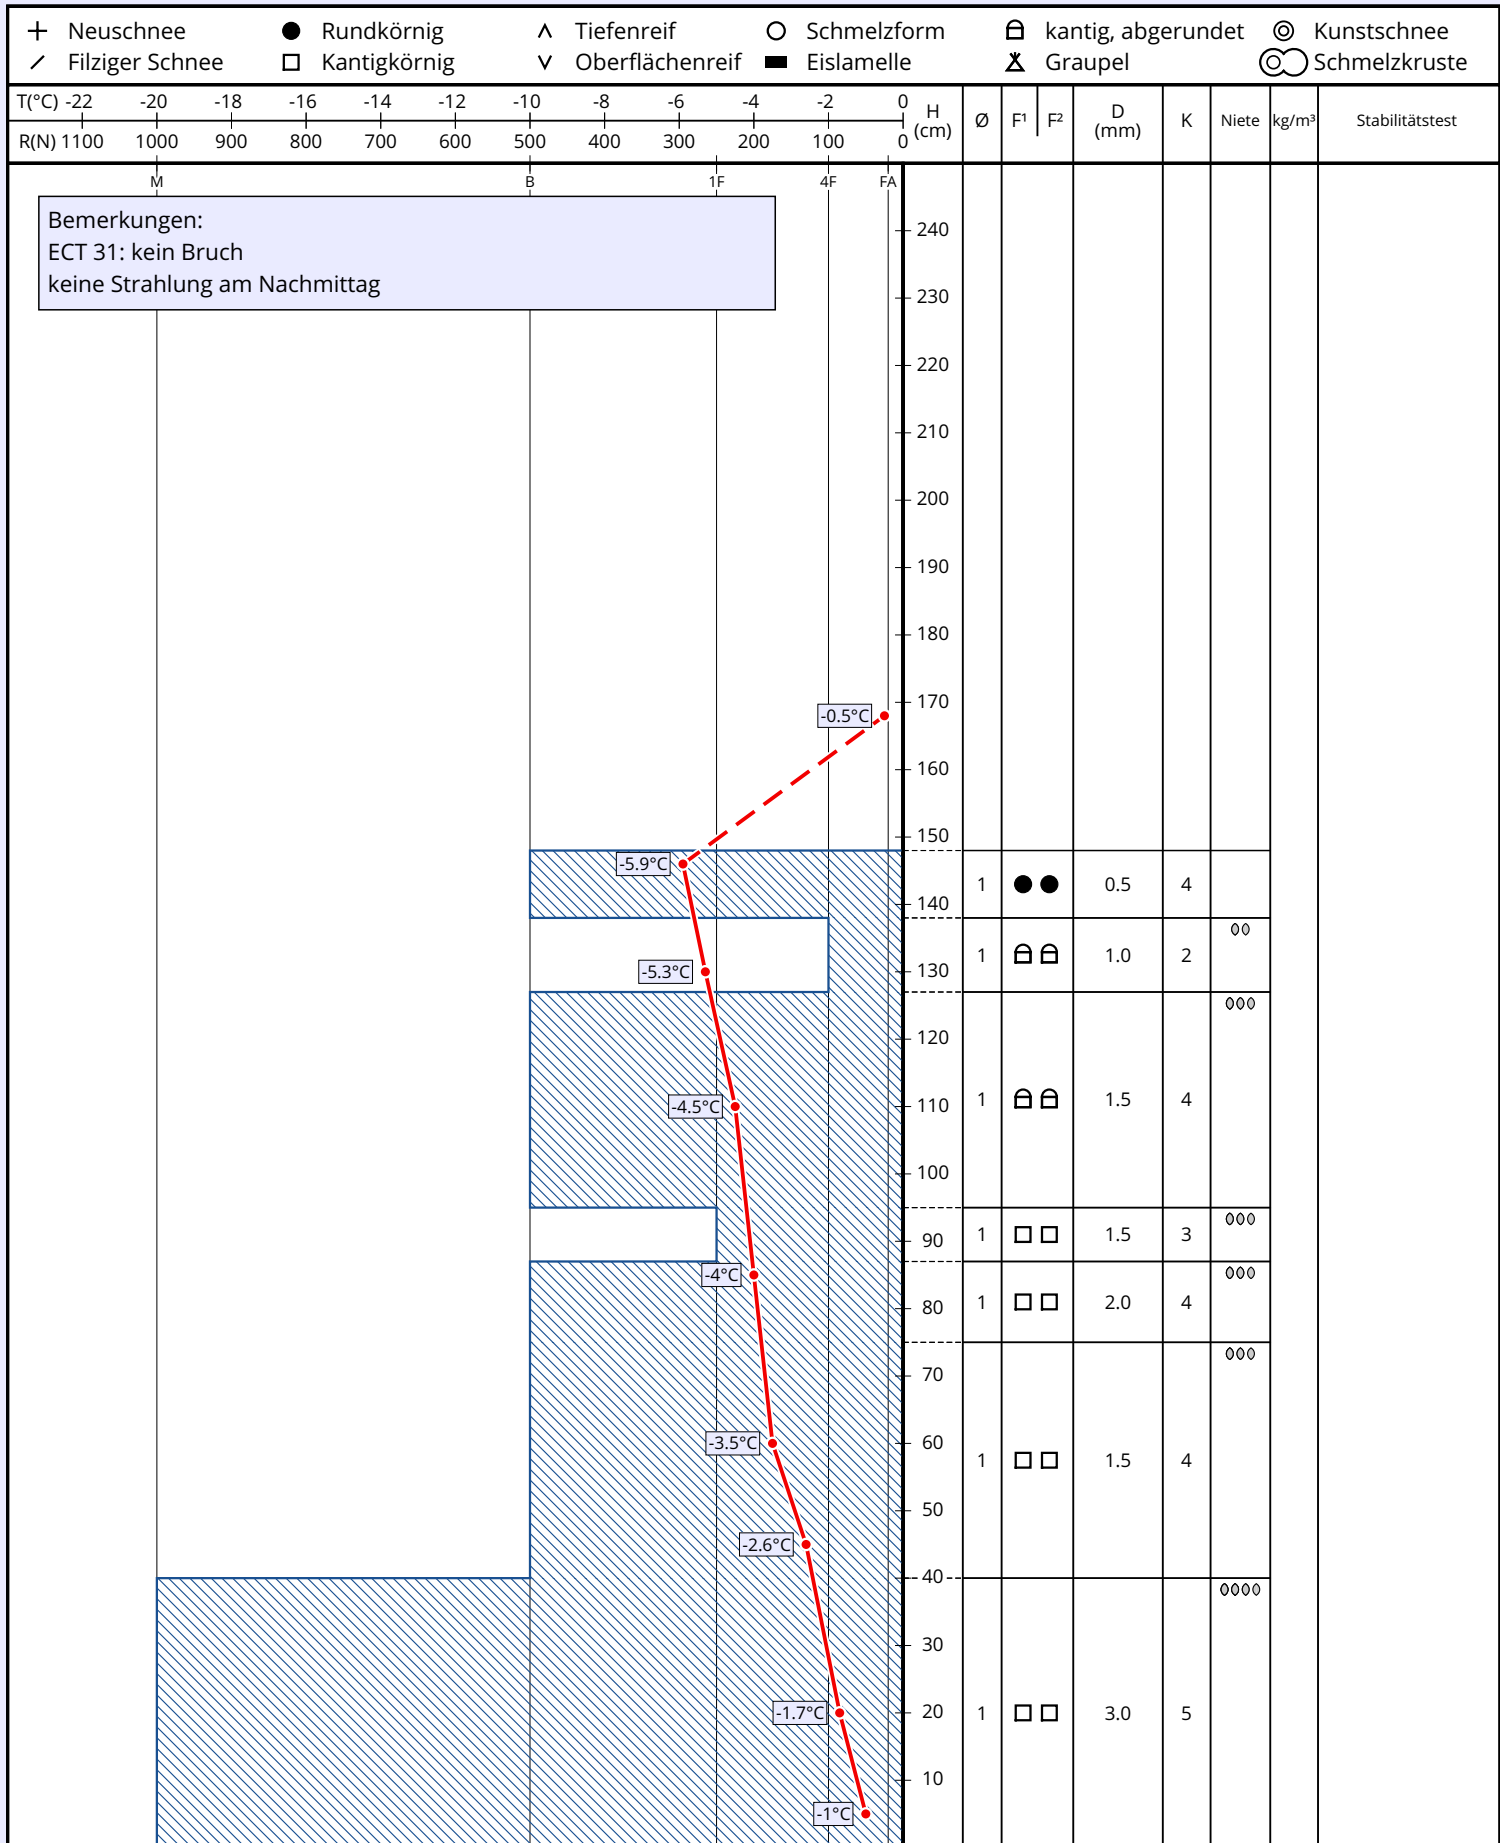 Neuschnee Rundkörnig Tiefenreif Schmelzform kantig, abgerundet Kunstschnee
Filziger Schnee Kantigkörnig Oberflächenreif Eislamelle Graupel Schmelzkruste
T(°C) -22 -20 -18 -16 -14 -12 -10 -8 -6 -4 -2 0
R(N) 1100 1000 900 800 700 600 500 400 300 200 100 0
H (cm) Ø F¹ F² D (mm) K Niete kg/m³ Stabilitätstest
M B 1F 4F FA
Bemerkungen:
ECT 31: kein Bruch
keine Strahlung am Nachmittag
240
230
220
210
200
190
180
170
-0.5°C
160
150
-5.9°C
1 0.5 4
140
1 1.0 2
-5.3°C 130
120
-4.5°C 110 1 1.5 4
100
90 1 1.5 3
-4°C
80 1 2.0 4
70
-3.5°C 60
1 1.5 4
50
-2.6°C
40
30
-1.7°C 20 1 3.0 5
10
-1°C